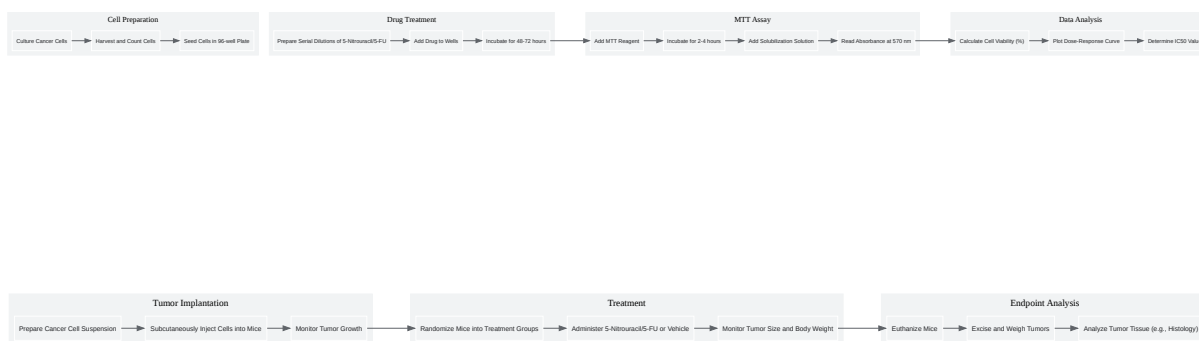 Cell Preparation
Culture Cancer Cells
Harvest and Count Cells
Seed Cells in 96-well Plate
Drug Treatment
Prepare Serial Dilutions of 5-Nitrouracil/5-FU
Add Drug to Wells
Incubate for 48-72 hours
MTT Assay
Add MTT Reagent
Incubate for 2-4 hours
Add Solubilization Solution
Read Absorbance at 570 nm
Data Analysis
Calculate Cell Viability (%)
Plot Dose-Response Curve
Determine IC50 Valu
Tumor Implantation
Prepare Cancer Cell Suspension
Subcutaneously Inject Cells into Mice
Monitor Tumor Growth
Treatment
Randomize Mice into Treatment Groups
Administer 5-Nitrouracil/5-FU or Vehicle
Monitor Tumor Size and Body Weight
Endpoint Analysis
Euthanize Mice
Excise and Weigh Tumors
Analyze Tumor Tissue (e.g., Histology)